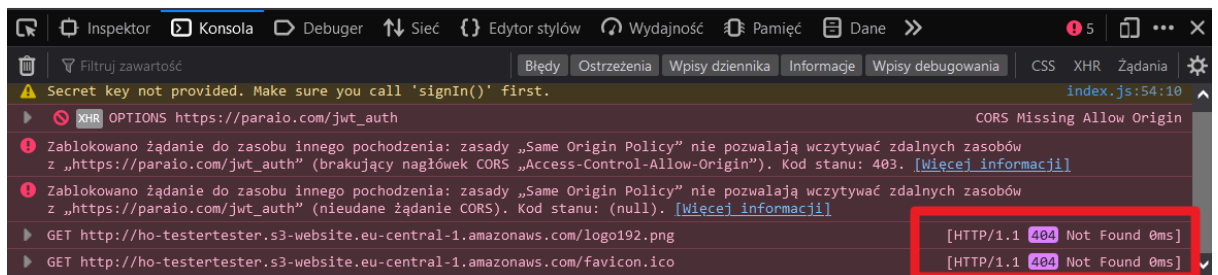 Inspektor Konsola Debuger Sieć {} Edytor stylów Wydajność Pamięć Dane 5
Filtruj zawartość Błędy Ostrzeżenia Wpisy dziennika Informacje Wpisy debugowania CSS XHR Żądania
Secret key not provided. Make sure you call 'signIn()' first. index.js:54:10
XHR OPTIONS https://paraio.com/jwt_auth CORS Missing Allow Origin
Zablokowano żądanie do zasobu innego pochodzenia: zasady „Same Origin Policy” nie pozwalają wczytywać zdalnych zasobów
z „https://paraio.com/jwt_auth” (brakujący nagłówek CORS „Access-Control-Allow-Origin”). Kod stanu: 403. [Więcej informacji]
Zablokowano żądanie do zasobu innego pochodzenia: zasady „Same Origin Policy” nie pozwalają wczytywać zdalnych zasobów
z „https://paraio.com/jwt_auth” (nieudane żądanie CORS). Kod stanu: (null). [Więcej informacji]
GET http://ho-testertester.s3-website.eu-central-1.amazonaws.com/logo192.png [HTTP/1.1 404 Not Found 0ms]
GET http://ho-testertester.s3-website.eu-central-1.amazonaws.com/favicon.ico [HTTP/1.1 404 Not Found 0ms]